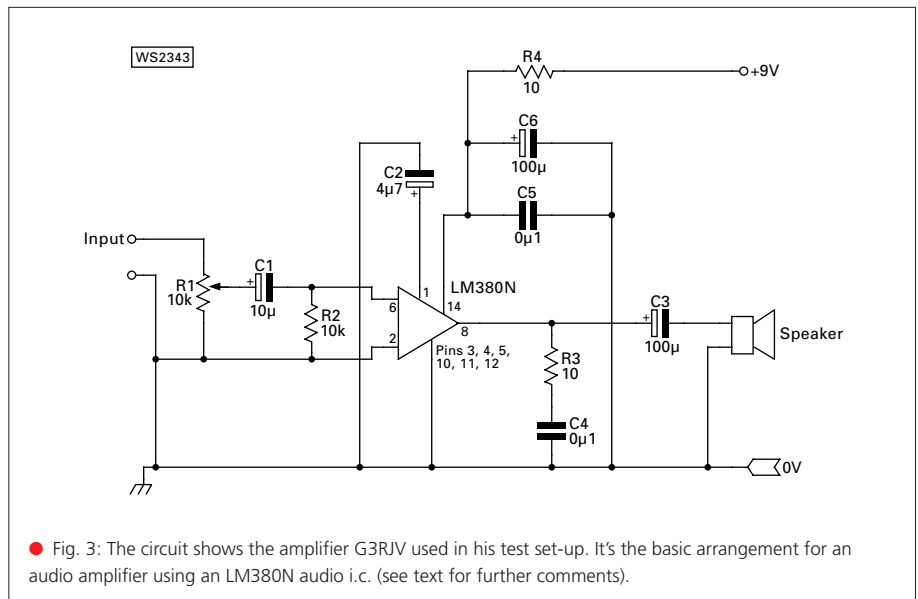 WS2343
R4
10
+9V
C6
+
100µ
C2
4µ7
+
C5
0µ1
Input
R1
10k
C1
+
10µ
R2
10k
LM380N
1
14
6
2
8
Pins 3, 4, 5,
10, 11, 12
C3
+
100µ
Speaker
R3
10
C4
0µ1
0V
Fig. 3: The circuit shows the amplifier G3RJV used in his test set-up. It's the basic arrangement for an
audio amplifier using an LM380N audio i.c. (see text for further comments).